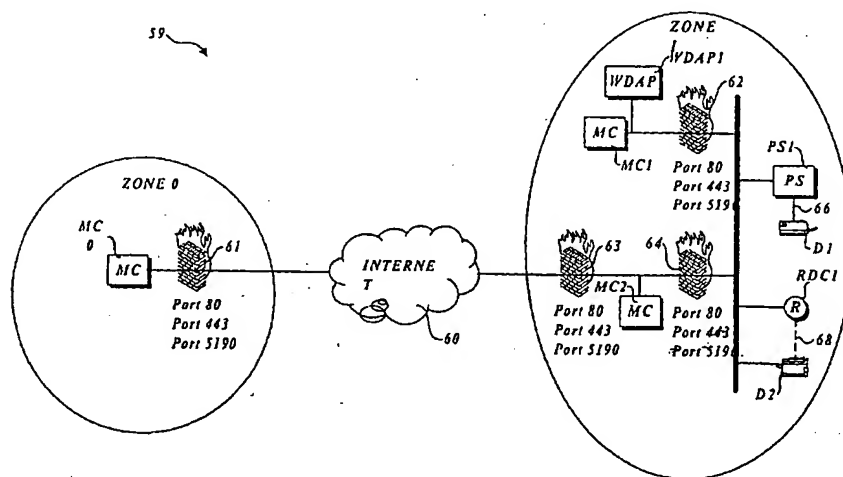 59
ZONE
WDAP1
WDAP
62
MC
MC1
Port 80
Port 443
Port 5190
PS1
PS
66
D1
ZONE 0
MC
0
MC
61
Port 80
Port 443
Port 5190
INTERNE
T
60
63
MC2
MC
Port 80
Port 443
Port 5190
64
Port 80
Port 443
Port 5190
RDC1
R
68
D2